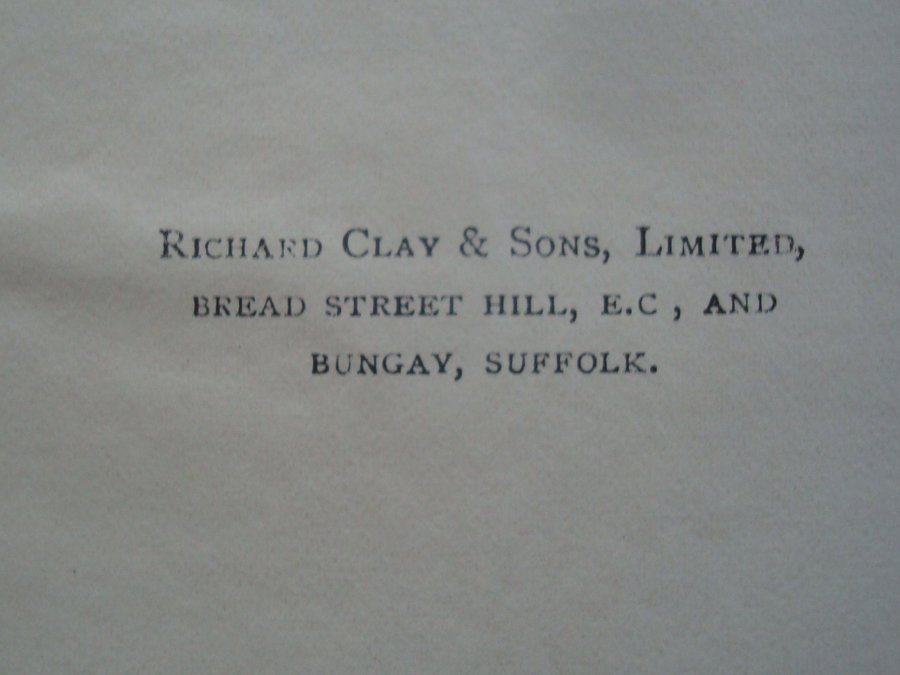 RICHARD CLAY & SONS, LIMITED,
BREAD STREET HILL, E.C , AND
BUNGAY, SUFFOLK.